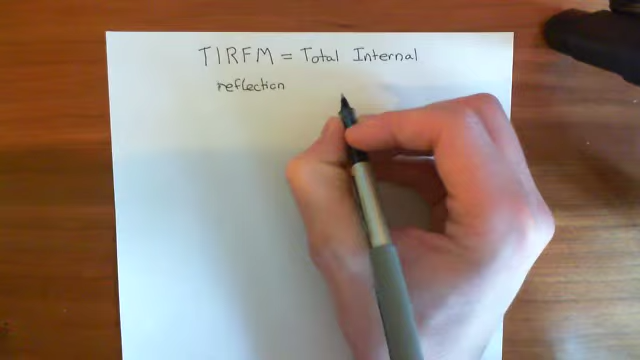 TIRFM = Total Internal
reflection